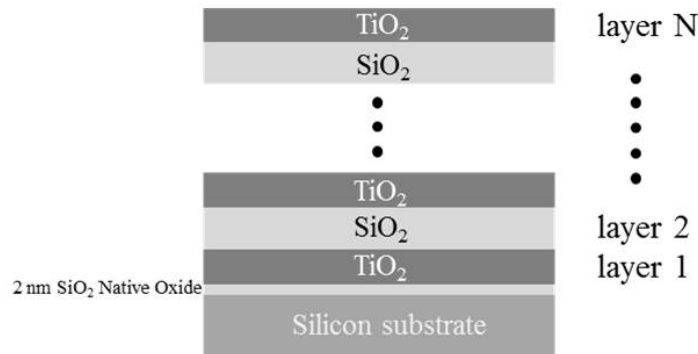 TiO₂ layer N
SiO₂
TiO₂
SiO₂ layer 2
TiO₂ layer 1
2 nm SiO₂ Native Oxide
Silicon substrate